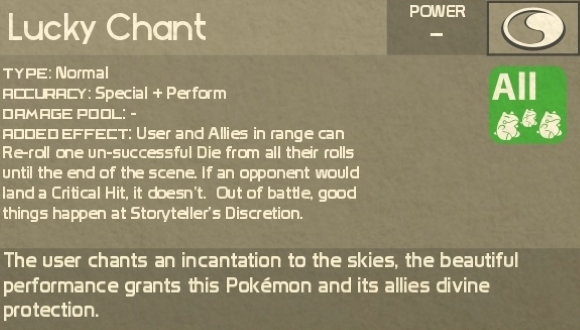 Lucky Chant
POWER
–
TYPE: Normal
ACCURACY: Special + Perform
DAMAGE POOL: -
ADDED EFFECT: User and Allies in range can
Re-roll one un-successful Die from all their rolls
until the end of the scene. If an opponent would
land a Critical Hit, it doesn't. Out of battle, good
things happen at Storyteller's Discretion.
All
The user chants an incantation to the skies, the beautiful
performance grants this Pokémon and its allies divine
protection.